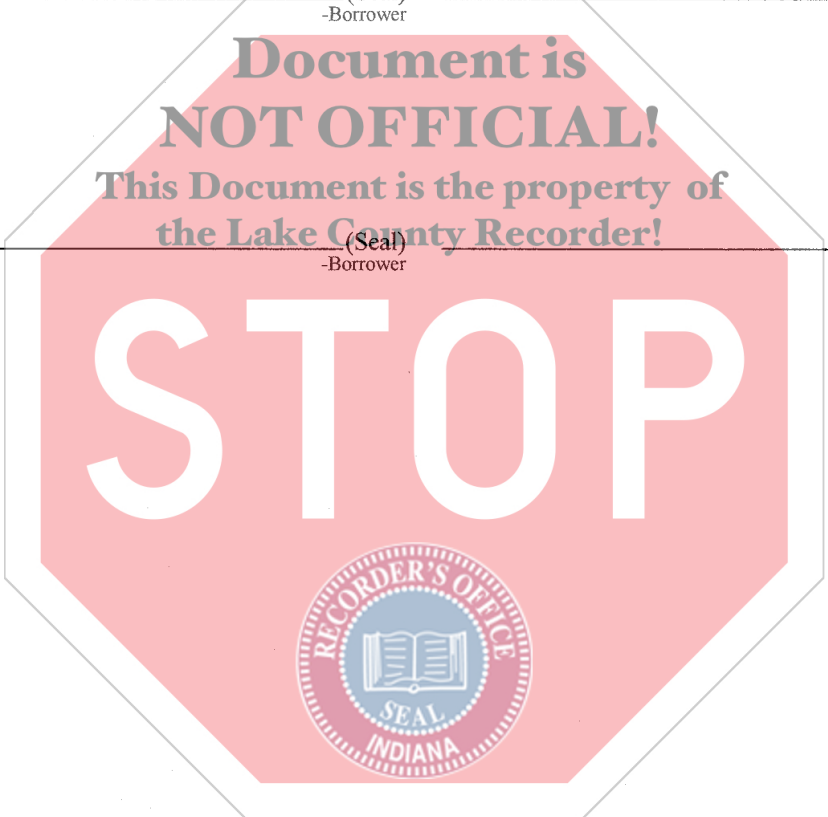 -Borrower
Document is
NOT OFFICIAL!
This Document is the property of
the Lake County Recorder!
(Seal)
-Borrower
STOP
RECORDER'S OFFICE
SEAL
INDIANA